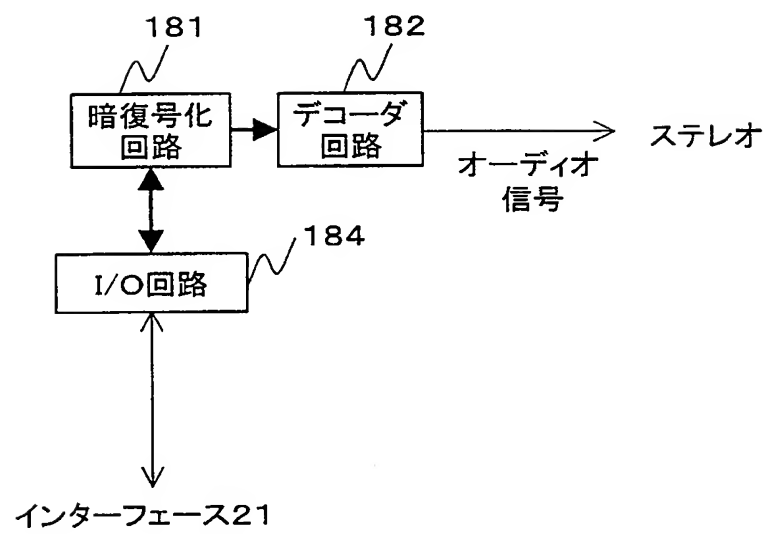 181
182
暗復号化
回路
デコーダ
回路
ステレオ
オーディオ
信号
184
I/O回路
インターフェース21